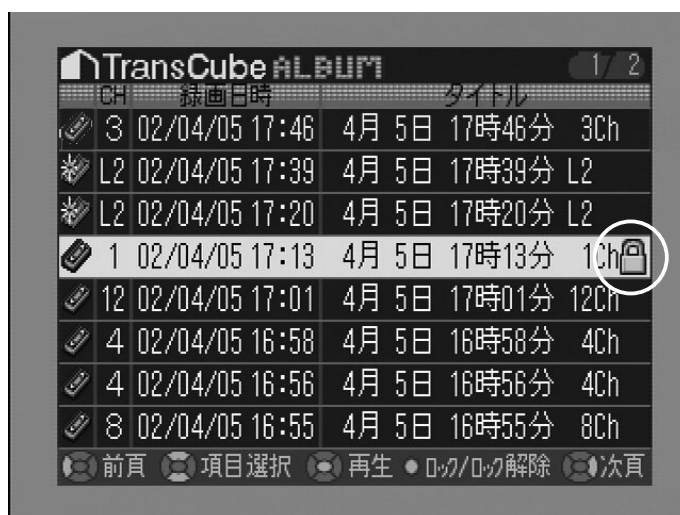 TransCube ALBUM 1/2
CH 録画日時 タイトル
3 02/04/05 17:46 4月 5日 17時46分 3Ch
L2 02/04/05 17:39 4月 5日 17時39分 L2
L2 02/04/05 17:20 4月 5日 17時20分 L2
1 02/04/05 17:13 4月 5日 17時13分 1Ch
12 02/04/05 17:01 4月 5日 17時01分 12Ch
4 02/04/05 16:58 4月 5日 16時58分 4Ch
4 02/04/05 16:56 4月 5日 16時56分 4Ch
8 02/04/05 16:55 4月 5日 16時55分 8Ch
前頁 項目選択 再生 ロック/ロック解除 次頁